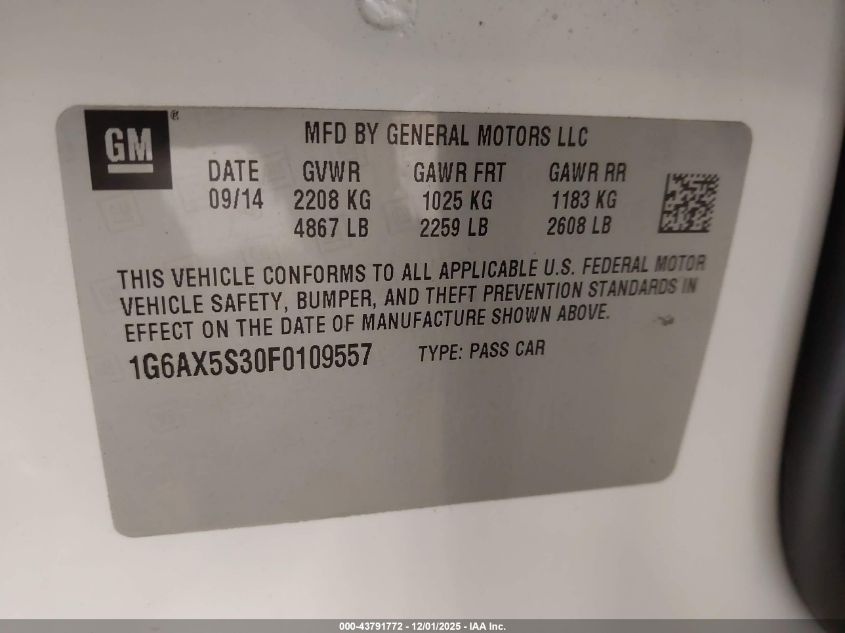 GM ®
MFD BY GENERAL MOTORS LLC
DATE GVWR GAWR FRT GAWR RR
09/14 2208 KG 1025 KG 1183 KG
4867 LB 2259 LB 2608 LB
THIS VEHICLE CONFORMS TO ALL APPLICABLE U.S. FEDERAL MOTOR
VEHICLE SAFETY, BUMPER, AND THEFT PREVENTION STANDARDS IN
EFFECT ON THE DATE OF MANUFACTURE SHOWN ABOVE.
1G6AX5S30F0109557 TYPE: PASS CAR
000-43791772 - 12/01/2025 - IAA Inc.